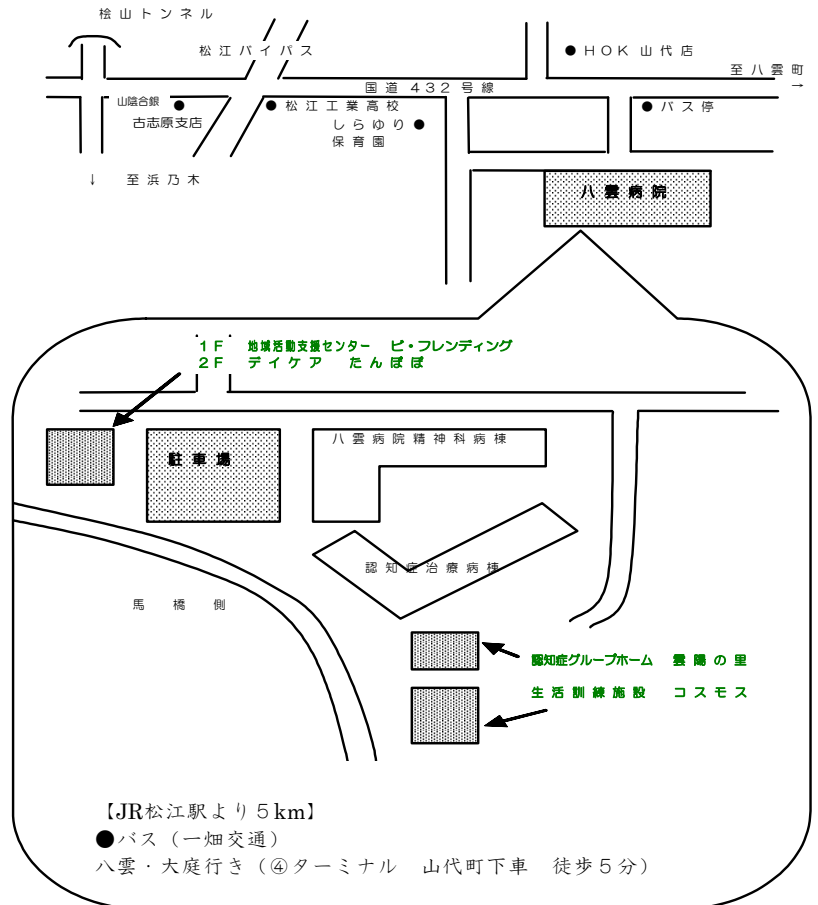 桧山トンネル
松江バイパス
●HOK山代店
至八雲町
→
国道432号線
山陰合銀 ●
古志原支店
●松江工業高校
●バス停
しらゆり●
保育園
↓ 至浜乃木
八雲病院
1F 地域活動支援センター ピ・フレンディング
2F デイケア たんぽぽ
八雲病院精神科病棟
駐車場
認知症治療病棟
馬橋側
認知症グループホーム 雲陽の里
生活訓練施設 コスモス
【JR松江駅より5km】
●バス(一畑交通)
八雲・大庭行き(④ターミナル 山代町下車 徒歩5分)